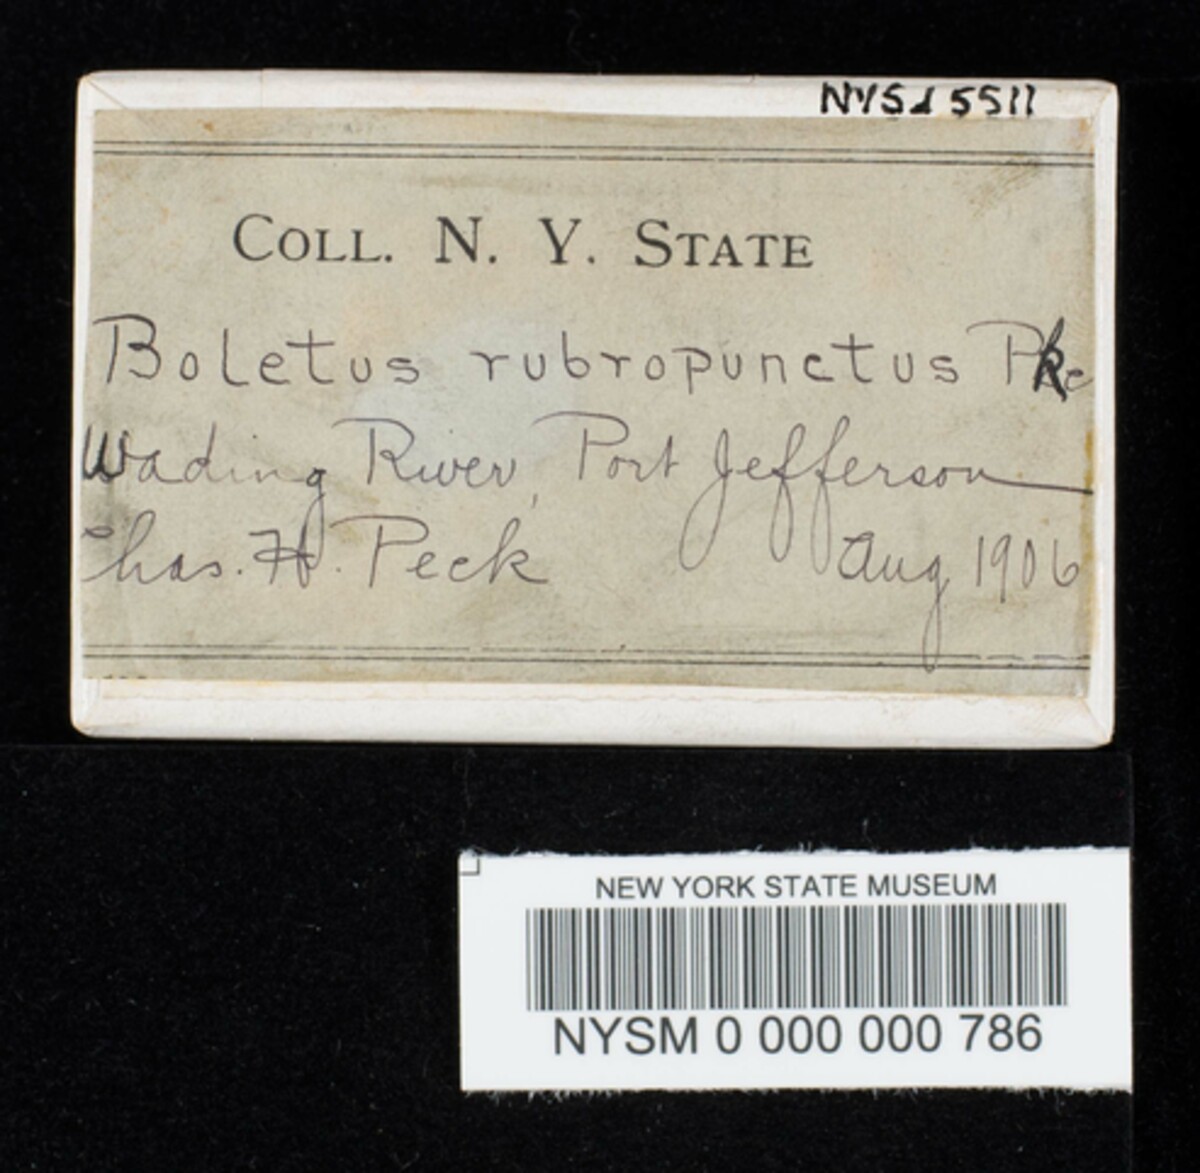 NYSd 5511
COLL. N. Y. STATE
Boletus rubropunctus Pk
Wading River, Port Jefferson
Chas. H. Peck Aug 1906
NEW YORK STATE MUSEUM
NYSM 0 000 000 786